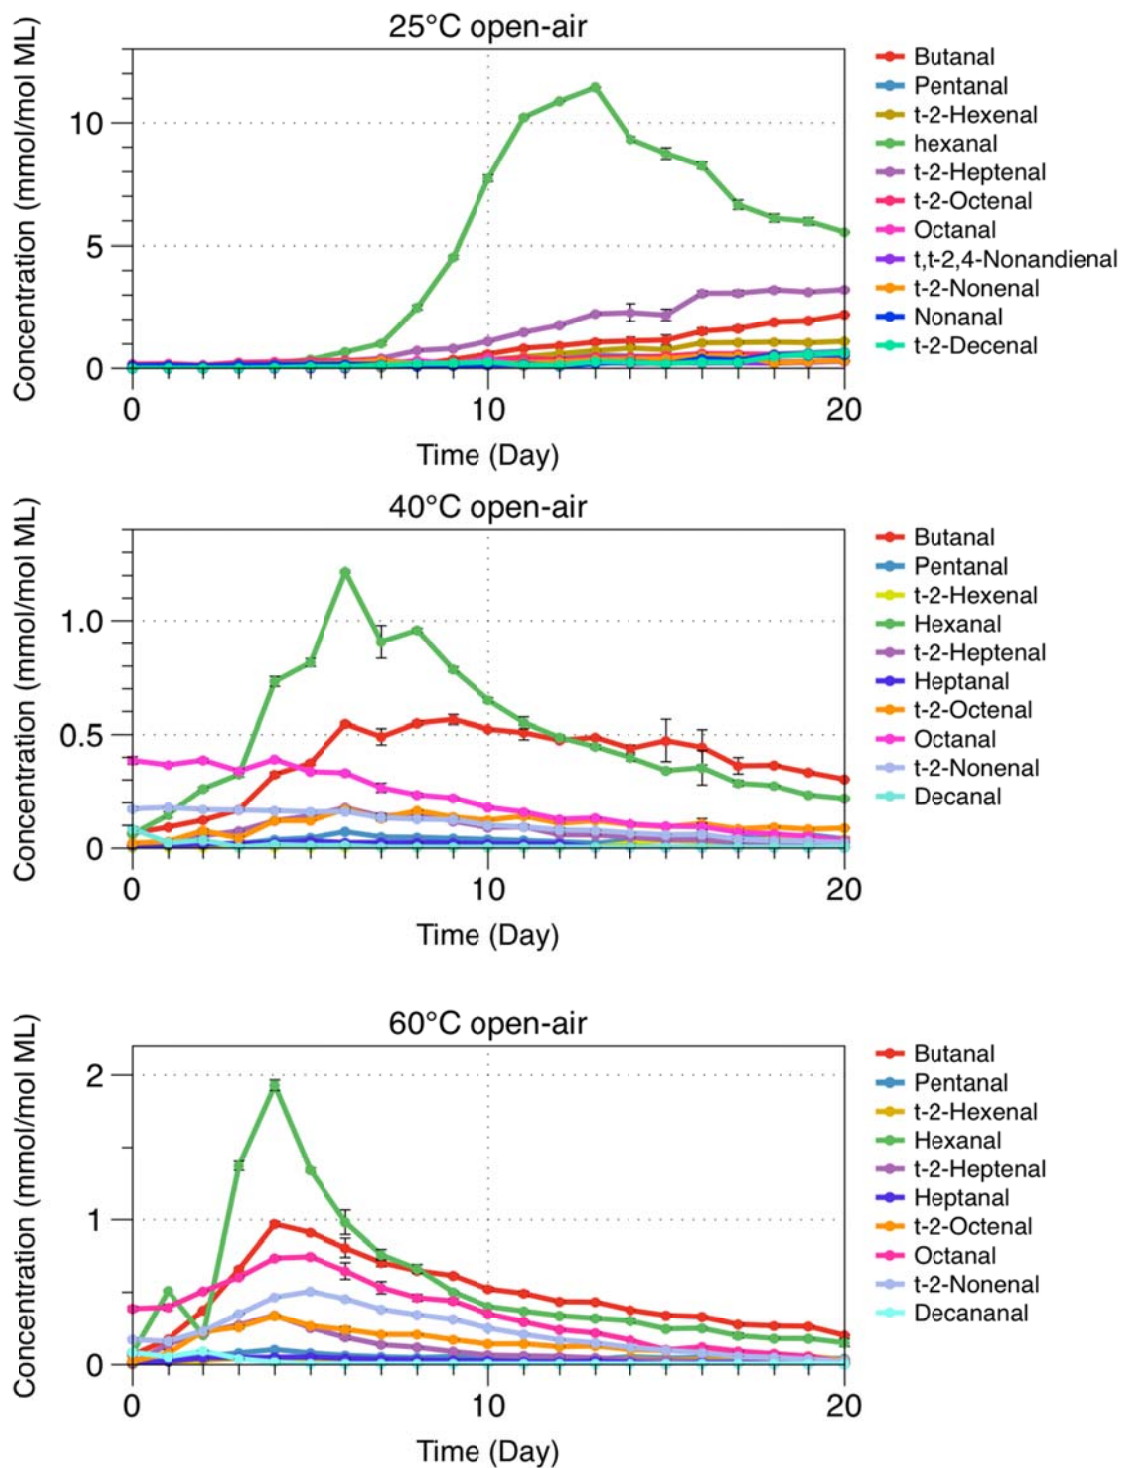 25°C open-air
Concentration (mmol/mol ML)
10
5
0
0
10
20
Time (Day)
Butanal
Pentanal
t-2-Hexenal
hexanal
t-2-Heptenal
t-2-Octenal
Octanal
t,t-2,4-Nonandienal
t-2-Nonenal
Nonanal
t-2-Decenal
40°C open-air
Concentration (mmol/mol ML)
1.0
0.5
0
0
10
20
Time (Day)
Butanal
Pentanal
t-2-Hexenal
Hexanal
t-2-Heptenal
Heptanal
t-2-Octenal
Octanal
t-2-Nonenal
Decanal
60°C open-air
Concentration (mmol/mol ML)
2
1
0
0
10
20
Time (Day)
Butanal
Pentanal
t-2-Hexenal
Hexanal
t-2-Heptenal
Heptanal
t-2-Octenal
Octanal
t-2-Nonenal
Decananal